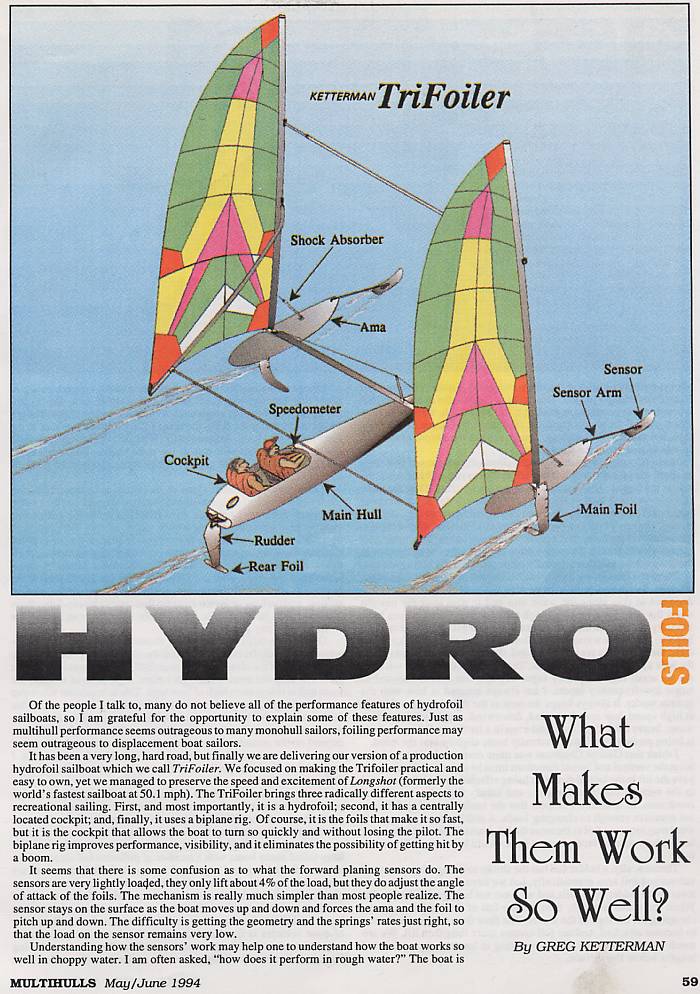 KETTERMAN TriFoiler
Shock Absorber
Ama
Sensor
Sensor Arm
Speedometer
Cockpit
Main Hull
Main Foil
Rudder
Rear Foil
HYDRO
FOILS
Of the people I talk to, many do not believe all of the performance features of hydrofoil
sailboats, so I am grateful for the opportunity to explain some of these features. Just as
multihull performance seems outrageous to many monohull sailors, foiling performance may
seem outrageous to displacement boat sailors.
It has been a very long, hard road, but finally we are delivering our version of a production
hydrofoil sailboat which we call TriFoiler. We focused on making the Trifoiler practical and
easy to own, yet we managed to preserve the speed and excitement of Longshot (formerly the
world's fastest sailboat at 50.1 mph). The TriFoiler brings three radically different aspects to
recreational sailing. First, and most importantly, it is a hydrofoil; second, it has a centrally
located cockpit; and, finally, it uses a biplane rig. Of course, it is the foils that make it so fast,
but it is the cockpit that allows the boat to turn so quickly and without losing the pilot. The
biplane rig improves performance, visibility, and it eliminates the possibility of getting hit by
a boom.
It seems that there is some confusion as to what the forward planing sensors do. The
sensors are very lightly loaded, they only lift about 4% of the load, but they do adjust the angle
of attack of the foils. The mechanism is really much simpler than most people realize. The
sensor stays on the surface as the boat moves up and down and forces the ama and the foil to
pitch up and down. The difficulty is getting the geometry and the springs' rates just right, so
that the load on the sensor remains very low.
Understanding how the sensors' work may help one to understand how the boat works so
well in choppy water. I am often asked, "how does it perform in rough water?" The boat is
What
Makes
Them Work
So Well?
By GREG KETTERMAN
MULTIHULLS May/June 1994
59